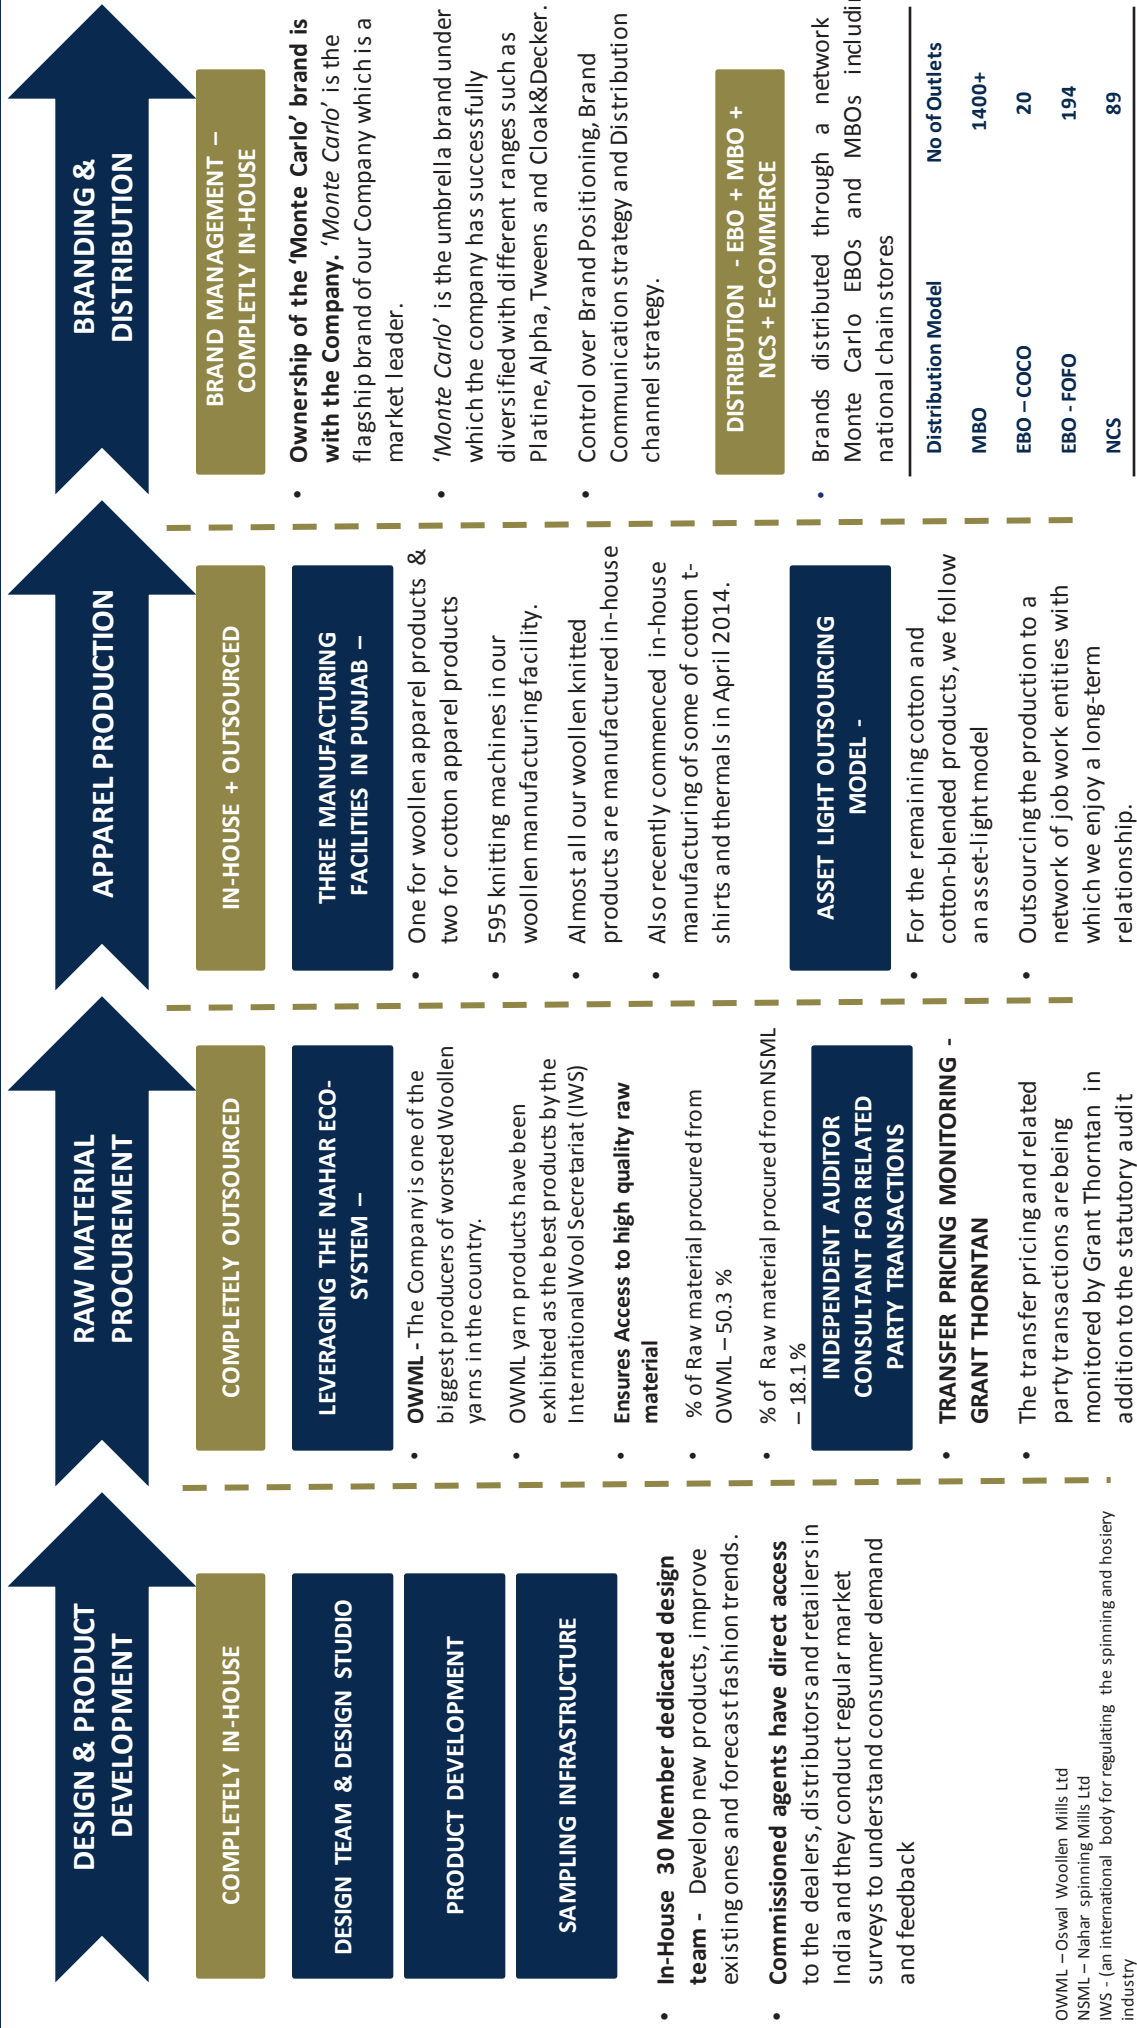 DESIGN & PRODUCT
DEVELOPMENT
COMPLETELY IN-HOUSE
DESIGN TEAM & DESIGN STUDIO
PRODUCT DEVELOPMENT
SAMPLING INFRASTRUCTURE
• In-House 30 Member dedicated design
team - Develop new products, improve
existing ones and forecast fashion trends.
• Commissioned agents have direct access
to the dealers, distributors and retailers in
India and they conduct regular market
surveys to understand consumer demand
and feedback
OWML – Oswal Woollen Mills Ltd
NSML – Nahar spinning Mills Ltd
IWS - (an international body for regulating the spinning and hosiery
industry
RAW MATERIAL
PROCUREMENT
COMPLETELY OUTSOURCED
LEVERAGING THE NAHAR ECO-
SYSTEM –
• OWML - The Company is one of the
biggest producers of worsted Woollen
yarns in the country.
• OWML yarn products have been
exhibited as the best products by the
International Wool Secretariat (IWS)
• Ensures Access to high quality raw
material
• % of Raw material procured from
OWML – 50.3 %
• % of Raw material procured from NSML
– 18.1 %
INDEPENDENT AUDITOR
CONSULTANT FOR RELATED
PARTY TRANSACTIONS
• TRANSFER PRICING MONITORING -
GRANT THORNTAN
• The transfer pricing and related
party transactions are being
monitored by Grant Thorntan in
addition to the statutory audit
APPAREL PRODUCTION
IN-HOUSE + OUTSOURCED
THREE MANUFACTURING
FACILITIES IN PUNJAB –
• One for woollen apparel products &
two for cotton apparel products
• 595 knitting machines in our
woollen manufacturing facility.
• Almost all our woollen knitted
products are manufactured in-house
• Also recently commenced in-house
manufacturing of some of cotton t-
shirts and thermals in April 2014.
ASSET LIGHT OUTSOURCING
MODEL -
• For the remaining cotton and
cotton-blended products, we follow
an asset-light model
• Outsourcing the production to a
network of job work entities with
which we enjoy a long-term
relationship.
BRANDING &
DISTRIBUTION
BRAND MANAGEMENT –
COMPLETLY IN-HOUSE
• Ownership of the ‘Monte Carlo’ brand is
with the Company. ‘Monte Carlo’ is the
flagship brand of our Company which is a
market leader.
• ‘Monte Carlo’ is the umbrella brand under
which the company has successfully
diversified with different ranges such as
Platine, Alpha, Tweens and Cloak&Decker.
• Control over Brand Positioning, Brand
Communication strategy and Distribution
channel strategy.
DISTRIBUTION - EBO + MBO +
NCS + E-COMMERCE
• Brands distributed through a network
Monte Carlo EBOs and MBOs includi
national chain stores
Distribution Model No of Outlets
MBO 1400+
EBO – COCO 20
EBO - FOFO 194
NCS 89